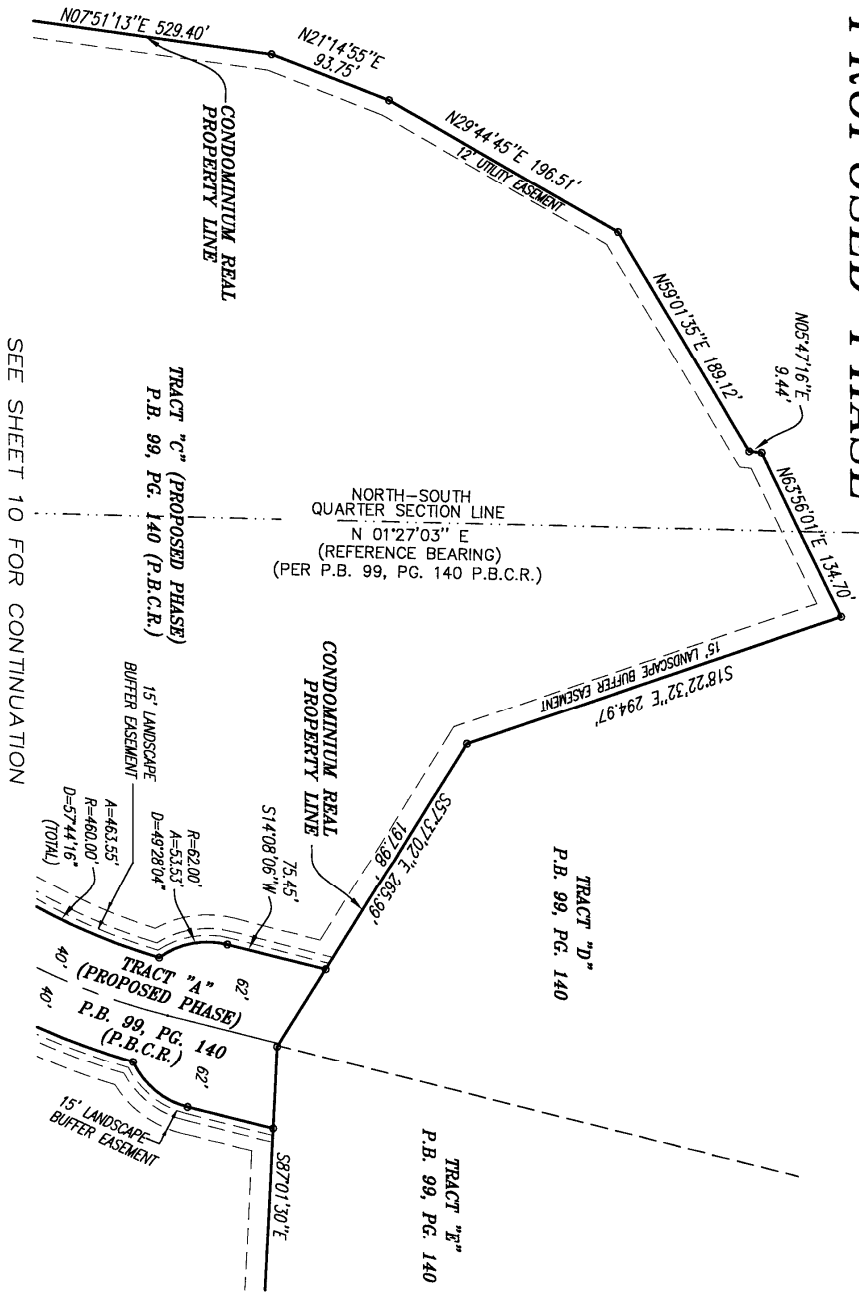 PROPOSED PHASE
N07°51'13"E 529.40'
N21°14'55"E
93.75'
N29°44'45"E 196.51'
12' UTILITY EASEMENT
N59°01'35"E 189.12'
N05°47'16"E
9.44'
N63°56'01"E 134.70'
CONDOMINIUM REAL
PROPERTY LINE
NORTH-SOUTH
QUARTER SECTION LINE
N 01°27'03" E
(REFERENCE BEARING)
(PER P.B. 99, PG. 140 P.B.C.R.)
TRACT "C" (PROPOSED PHASE)
P.B. 99, PG. 140 (P.B.C.R.)
15' LANDSCAPE BUFFER EASEMENT
S18°22'32"E 294.97'
CONDOMINIUM REAL
PROPERTY LINE
S57°37'02"E 265.99'
197.98'
TRACT "D"
P.B. 99, PG. 140
75.45'
S14°08'06"W
R=62.00'
A=53.53'
D=49°28'04"
15' LANDSCAPE
BUFFER EASEMENT
A=463.55'
R=460.00'
D=57°44'16"
(TOTAL)
40'
40'
62'
62'
TRACT "A"
(PROPOSED PHASE)
P.B. 99, PG. 140
(P.B.C.R.)
15' LANDSCAPE
BUFFER EASEMENT
S87°01'30"E
TRACT "E"
P.B. 99, PG. 140
SEE SHEET 10 FOR CONTINUATION